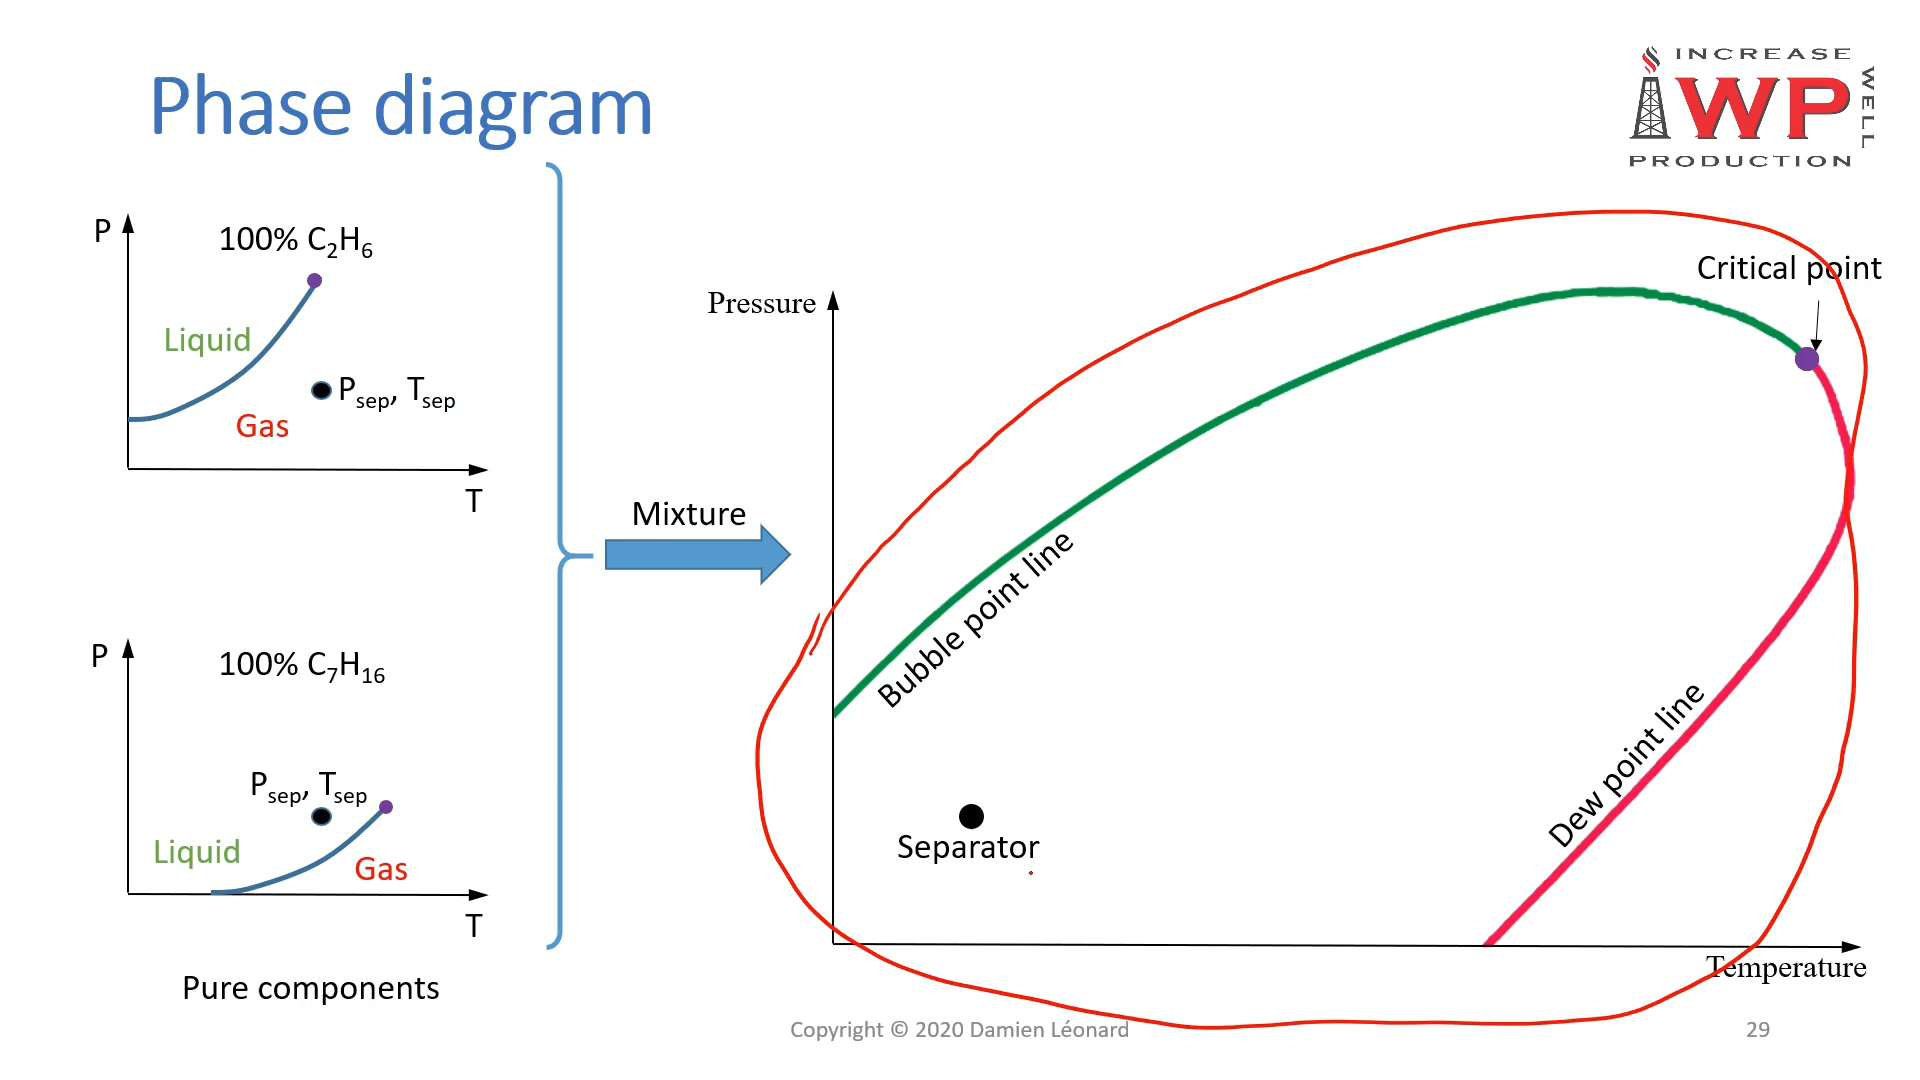 Phase diagram
INCREASE
WELL
WP
PRODUCTION
P
100% C₂H₆
Liquid
Pₛₑₚ, Tₛₑₚ
Gas
T
P
100% C₇H₁₆
Pₛₑₚ, Tₛₑₚ
Liquid
Gas
T
Pure components
Mixture
Pressure
Critical point
Bubble point line
Dew point line
Separator
Temperature
Copyright © 2020 Damien Léonard
29